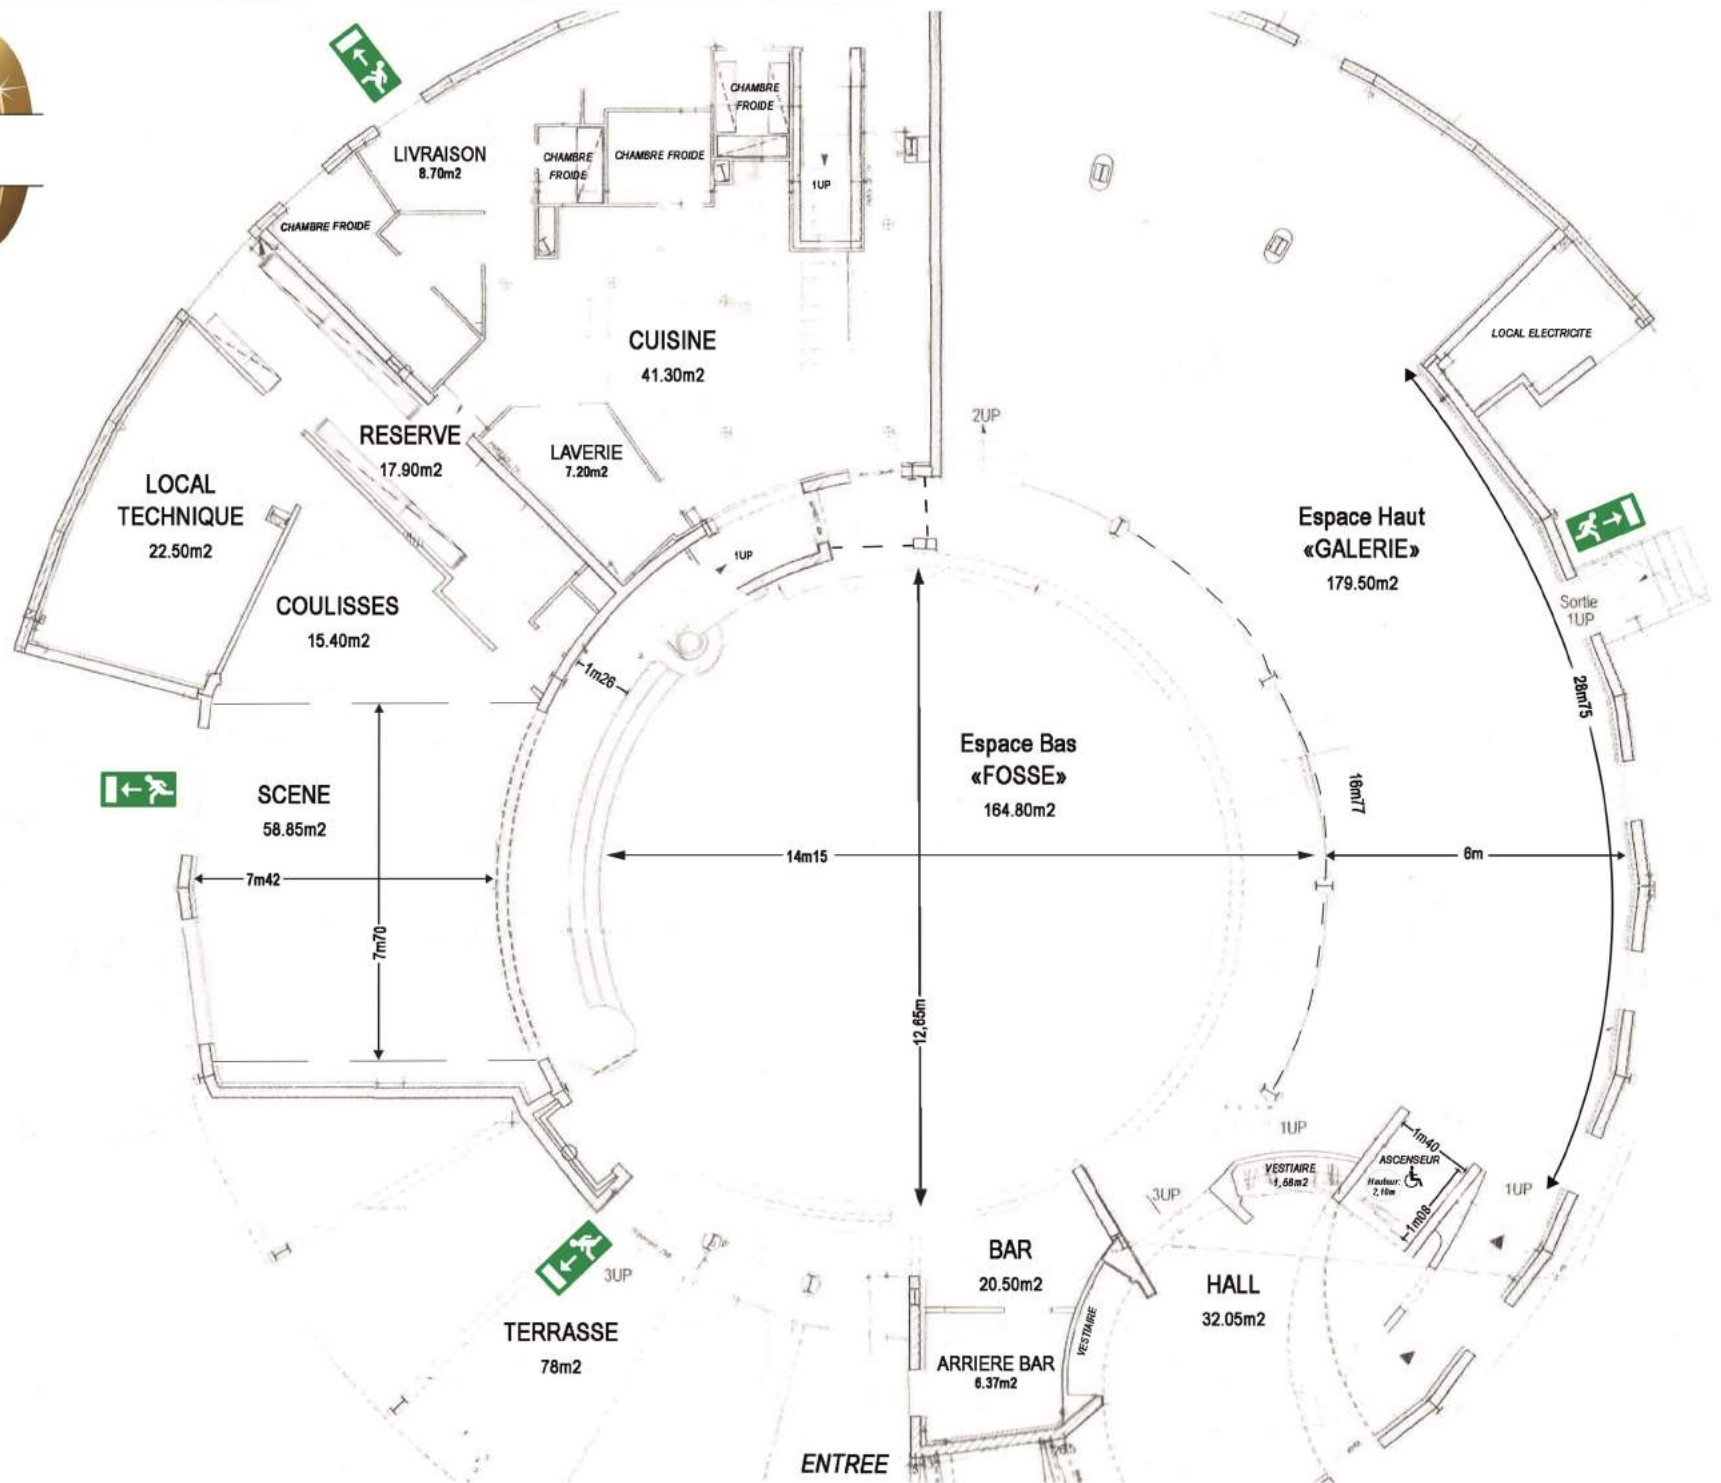 LIVRAISON
8.70m2
CHAMBRE
FROIDE
CHAMBRE FROIDE
CHAMBRE
FROIDE
1UP
CHAMBRE FROIDE
CUISINE
41.30m2
LOCAL ELECTRICITE
2UP
RESERVE
17.90m2
LAVERIE
7.20m2
LOCAL
TECHNIQUE
22.50m2
1UP
Espace Haut
«GALERIE»
179.50m2
COULISSES
15.40m2
Sortie
1UP
1m26
28m75
Espace Bas
«FOSSE»
164.80m2
SCENE
58.85m2
16m77
14m15
6m
7m42
7m70
12,65m
1UP
1m40
ASCENSEUR
Hauteur:
2,10m
1m08
VESTIAIRE
1,68m2
3UP
1UP
BAR
20.50m2
HALL
32.05m2
3UP
TERRASSE
78m2
VESTIAIRE
ARRIERE BAR
6.37m2
ENTREE